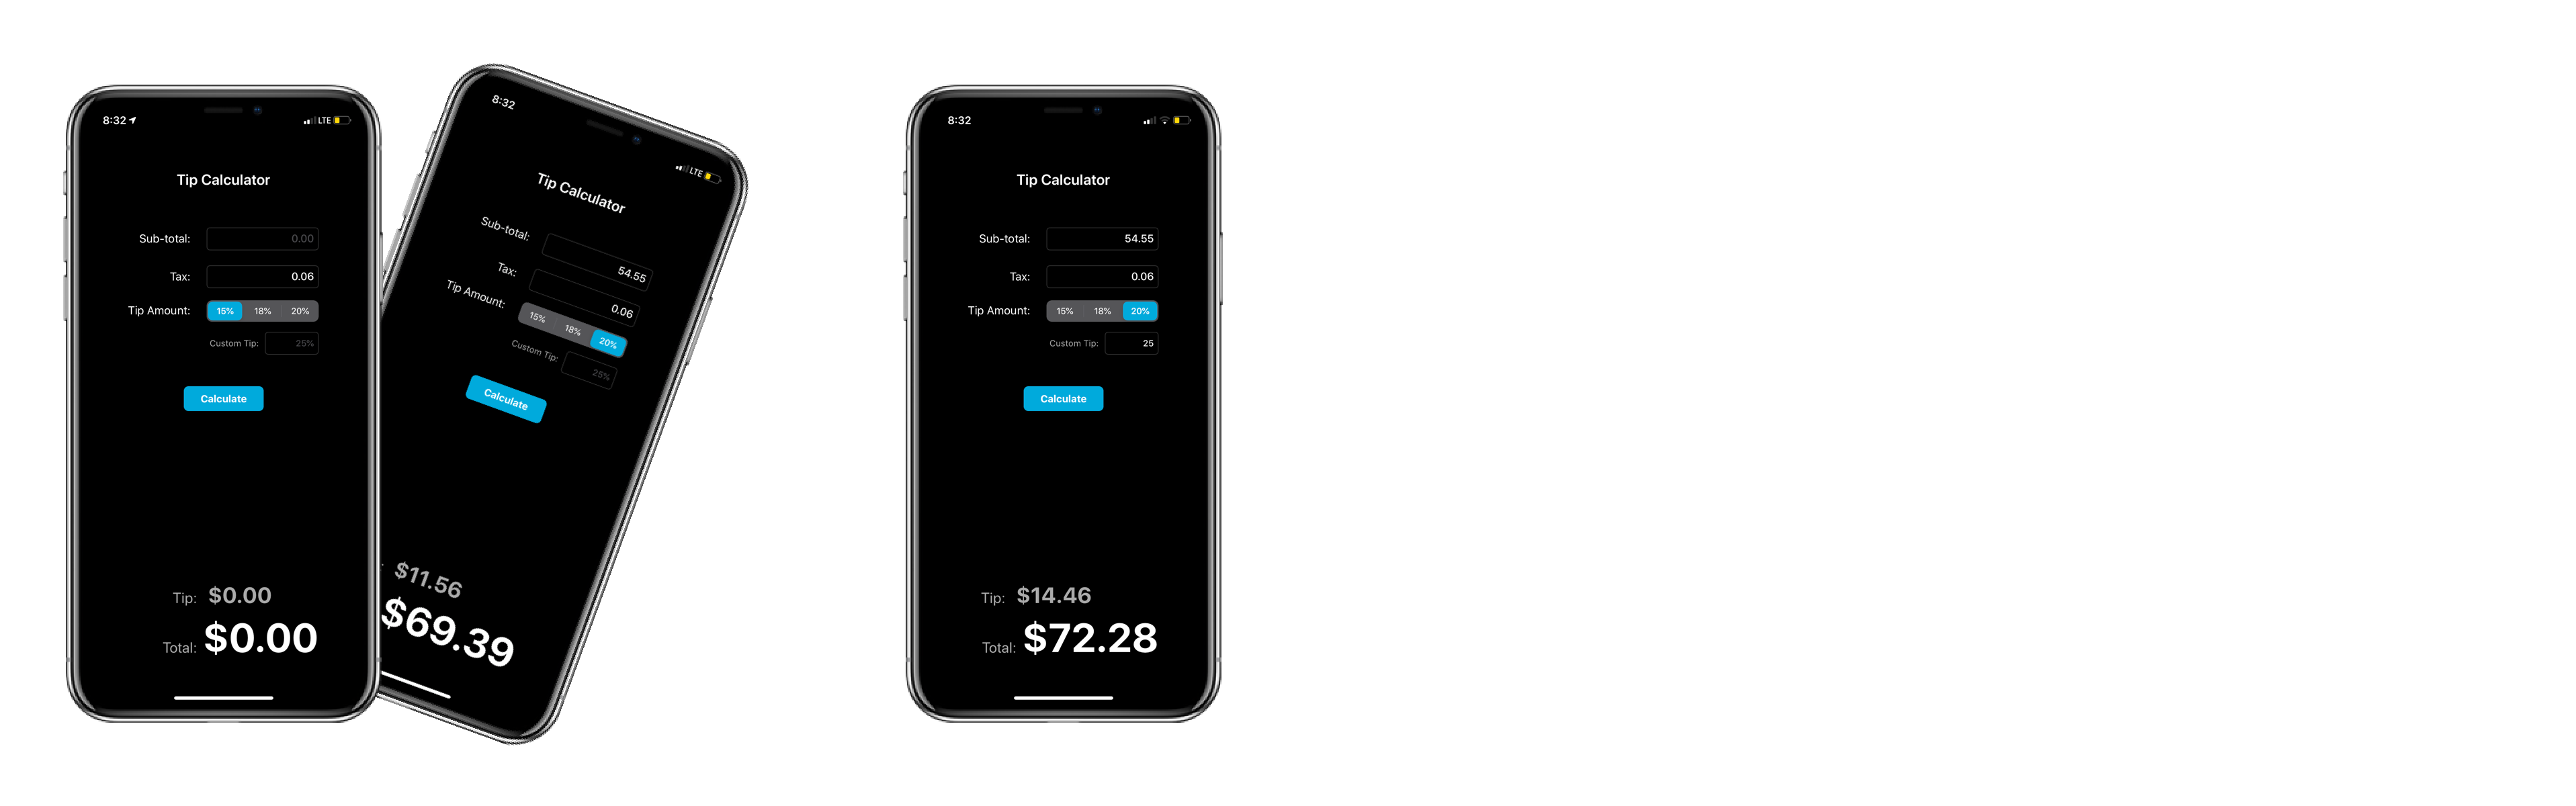 8:32
LTE
Tip Calculator
Sub-total: 0.00
Tax: 0.06
Tip Amount: 15% 18% 20%
Custom Tip: 25%
Calculate
Tip: $0.00
Total: $0.00
8:32
LTE
Tip Calculator
Sub-total: 54.55
Tax: 0.06
Tip Amount: 15% 18% 20%
Custom Tip: 25%
Calculate
$11.56
$69.39
8:32
Tip Calculator
Sub-total: 54.55
Tax: 0.06
Tip Amount: 15% 18% 20%
Custom Tip: 25
Calculate
Tip: $14.46
Total: $72.28